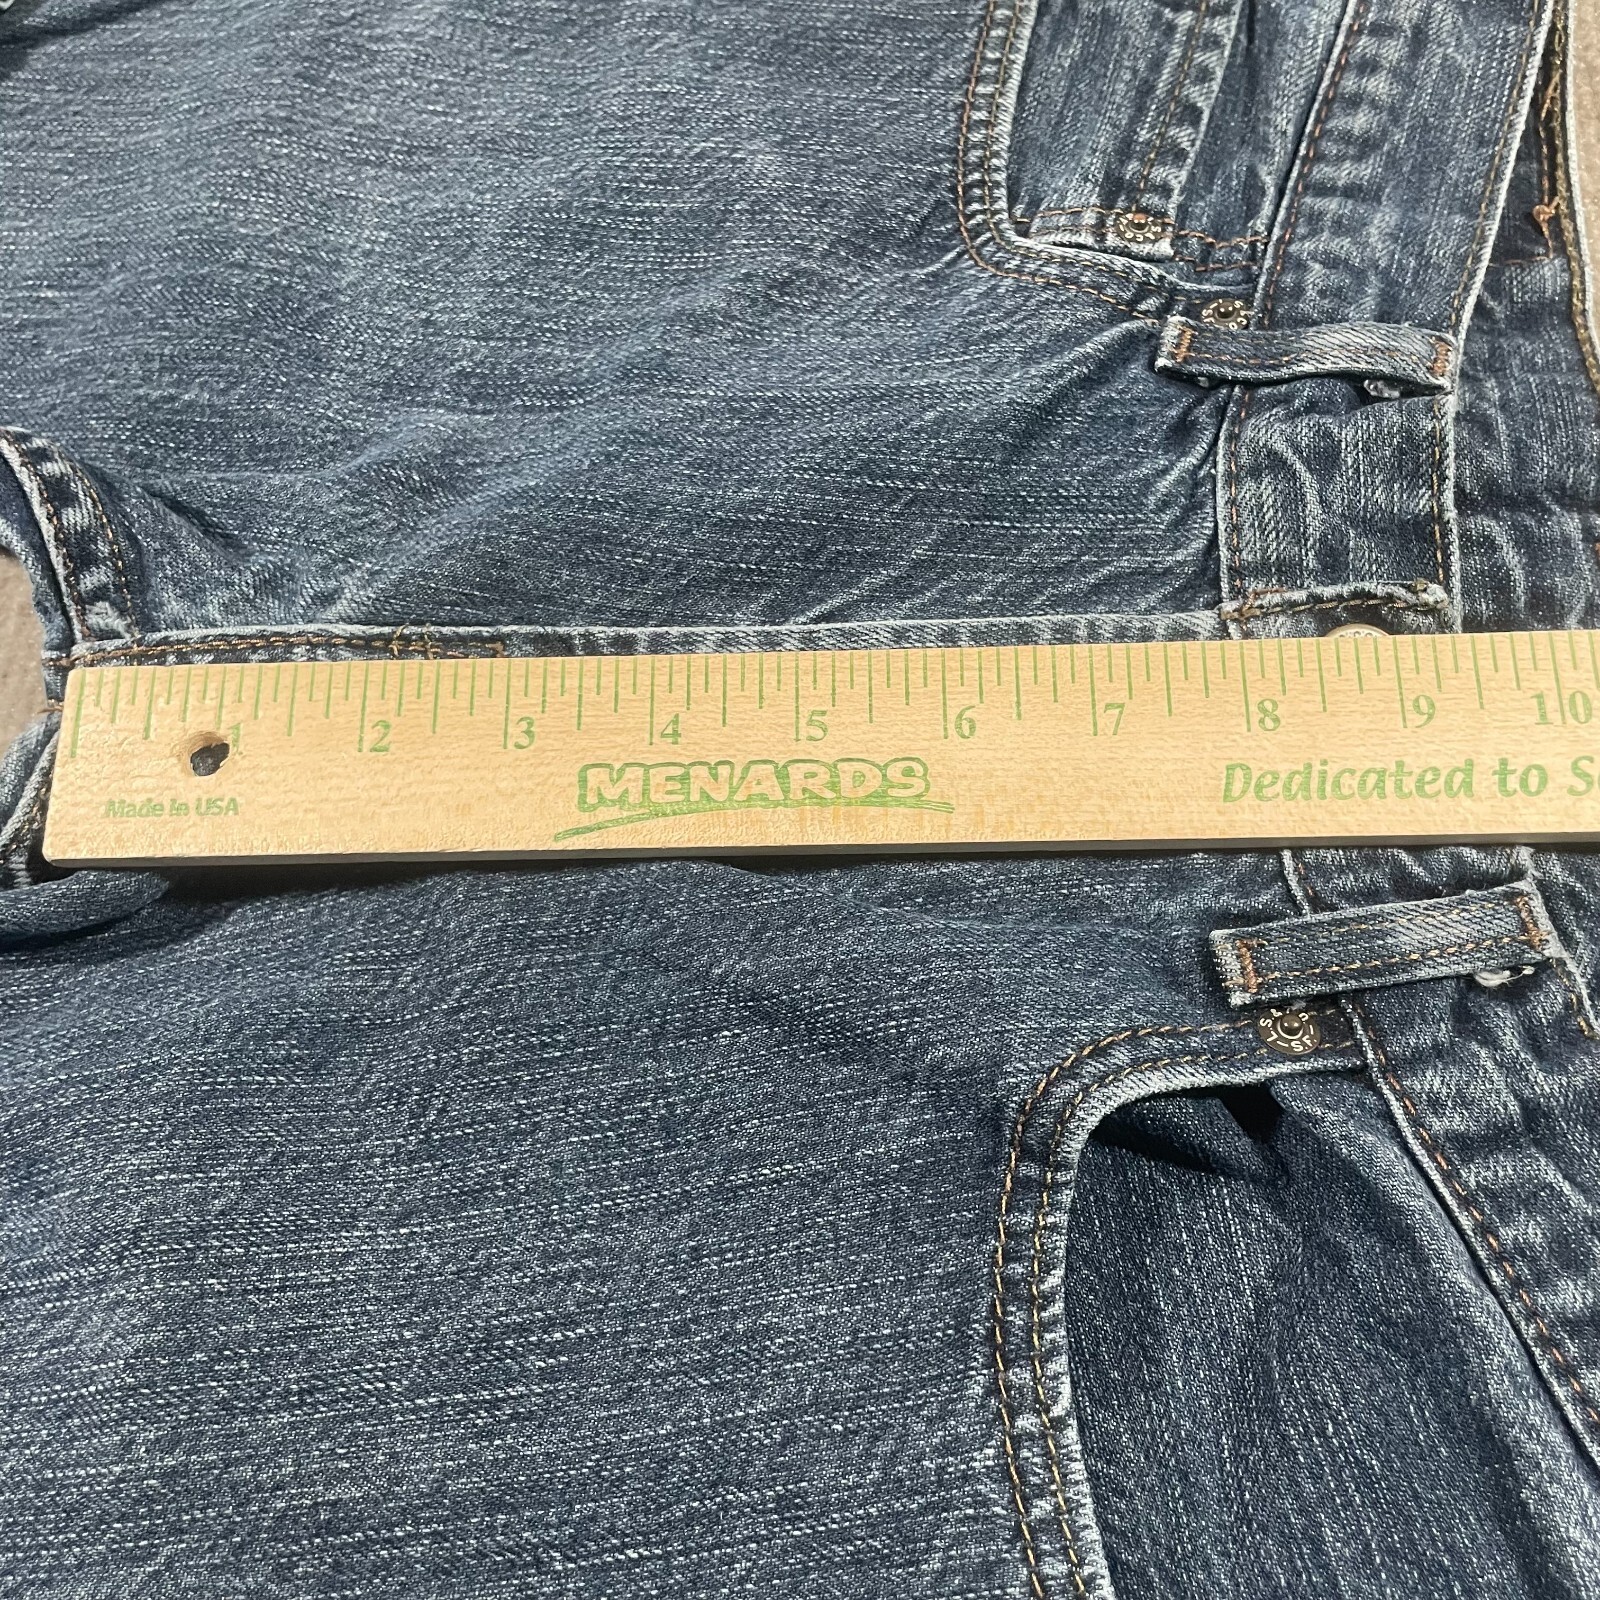 1 2 3 4 5 6 7 8 9 10
MENARDS
Dedicated to S
Made In USA